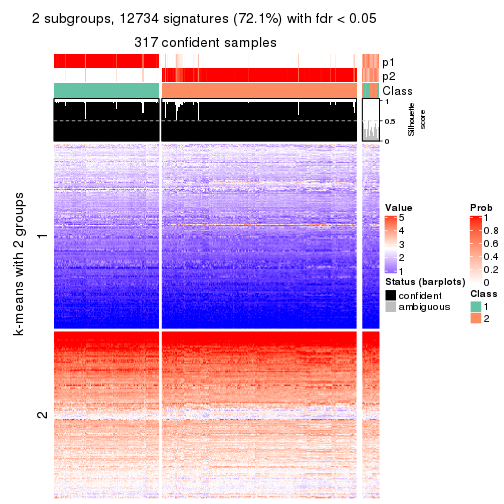 2 subgroups, 12734 signatures (72.1%) with fdr < 0.05
317 confident samples
p1
p2
Class
1
0.5
0
Silhouette
score
k-means with 2 groups
1
2
Value
5
4
3
2
1
Status (barplots)
confident
ambiguous
Prob
1
0.8
0.6
0.4
0.2
0
Class
1
2